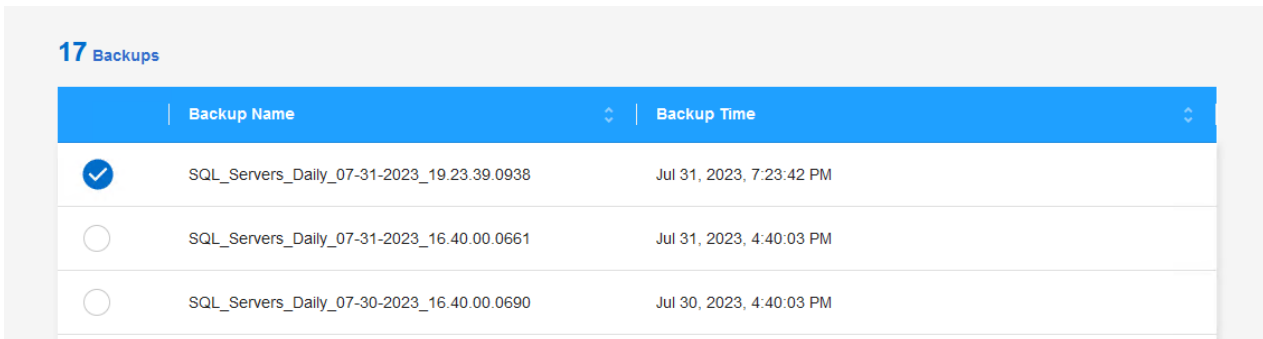 17 Backups
Backup Name Backup Time
SQL_Servers_Daily_07-31-2023_19.23.39.0938 Jul 31, 2023, 7:23:42 PM
SQL_Servers_Daily_07-31-2023_16.40.00.0661 Jul 31, 2023, 4:40:03 PM
SQL_Servers_Daily_07-30-2023_16.40.00.0690 Jul 30, 2023, 4:40:03 PM